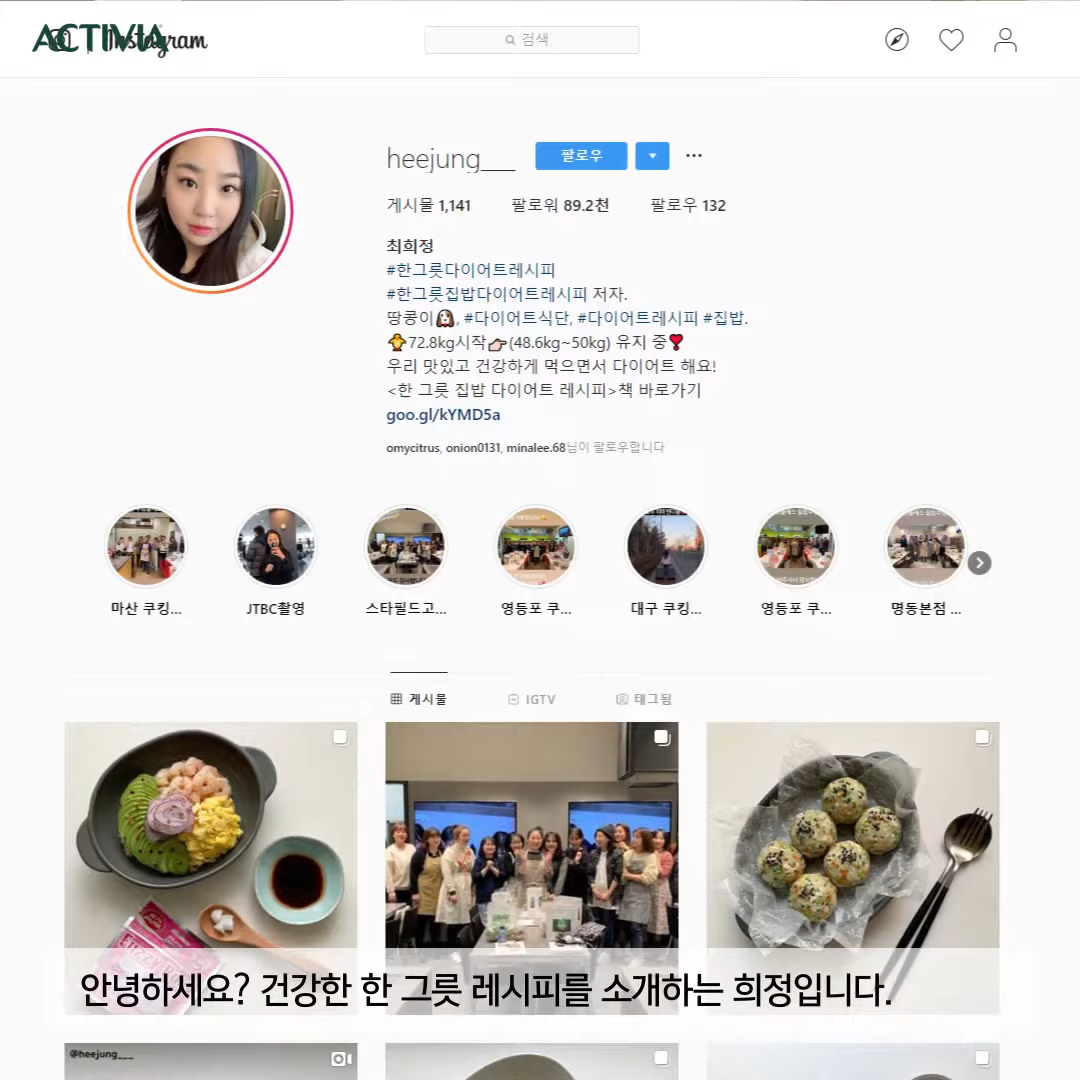 ACTIVIA
Instagram
검색
heejung___
팔로우
게시물 1,141 팔로워 89.2천 팔로우 132
최희정
#한그릇다이어트레시피
#한그릇집밥다이어트레시피 저자.
땅콩이, #다이어트식단, #다이어트레시피 #집밥.
72.8kg시작 (48.6kg~50kg) 유지 중
우리 맛있고 건강하게 먹으면서 다이어트 해요!
<한 그릇 집밥 다이어트 레시피>책 바로가기
goo.gl/kYMD5a
omycitrus, onion0131, minalee.68님이 팔로우합니다
마산 쿠킹... JTBC촬영 스타필드고... 영등포 쿠... 대구 쿠킹... 영등포 쿠... 명동본점 ...
게시물 IGTV 태그됨
안녕하세요? 건강한 한 그릇 레시피를 소개하는 희정입니다.
@heejung___